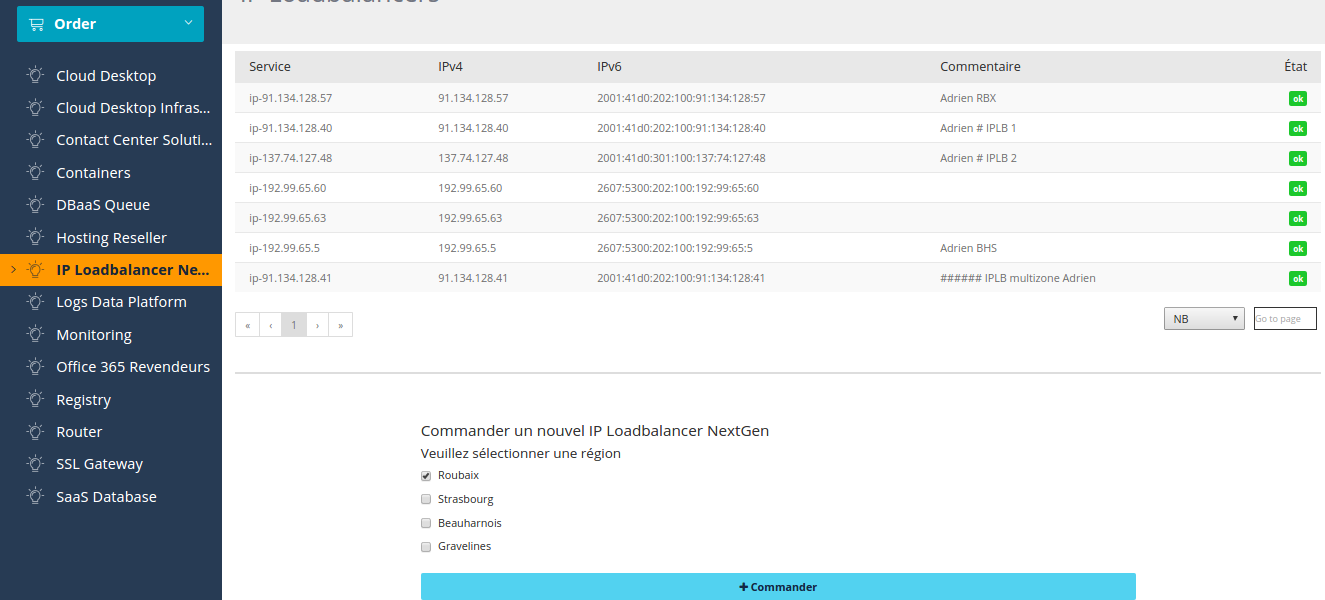 Order
Cloud Desktop
Cloud Desktop Infras...
Contact Center Soluti...
Containers
DBaaS Queue
Hosting Reseller
IP Loadbalancer Ne...
Logs Data Platform
Monitoring
Office 365 Revendeurs
Registry
Router
SSL Gateway
SaaS Database
IP Loadbalancers
Service IPv4 IPv6 Commentaire État
ip-91.134.128.57 91.134.128.57 2001:41d0:202:100:91:134:128:57 Adrien RBX ok
ip-91.134.128.40 91.134.128.40 2001:41d0:202:100:91:134:128:40 Adrien # IPLB 1 ok
ip-137.74.127.48 137.74.127.48 2001:41d0:301:100:137:74:127:48 Adrien # IPLB 2 ok
ip-192.99.65.60 192.99.65.60 2607:5300:202:100:192:99:65:60 ok
ip-192.99.65.63 192.99.65.63 2607:5300:202:100:192:99:65:63 ok
ip-192.99.65.5 192.99.65.5 2607:5300:202:100:192:99:65:5 Adrien BHS ok
ip-91.134.128.41 91.134.128.41 2001:41d0:202:100:91:134:128:41 ###### IPLB multizone Adrien ok
« ‹ 1 › » NB Go to page
Commander un nouvel IP Loadbalancer NextGen
Veuillez sélectionner une région
Roubaix
Strasbourg
Beauharnois
Gravelines
+ Commander